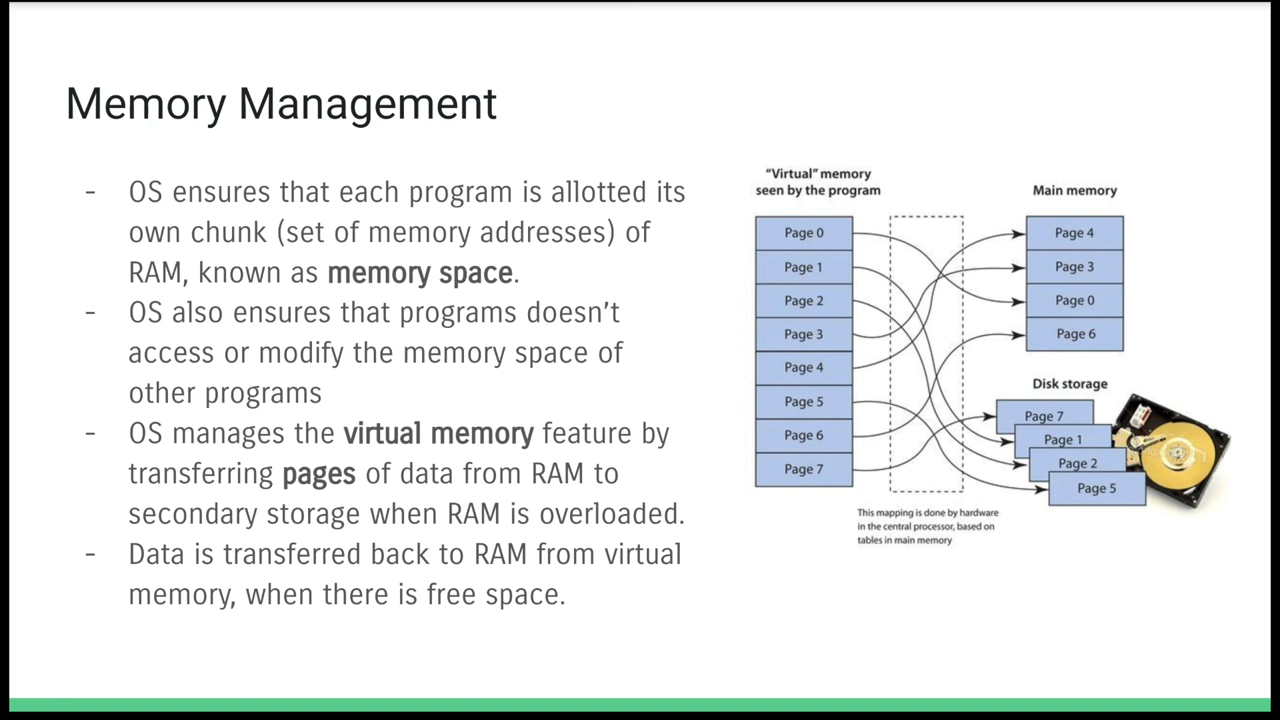 Memory Management
- OS ensures that each program is allotted its
own chunk (set of memory addresses) of
RAM, known as memory space.
- OS also ensures that programs doesn't
access or modify the memory space of
other programs
- OS manages the virtual memory feature by
transferring pages of data from RAM to
secondary storage when RAM is overloaded.
- Data is transferred back to RAM from virtual
memory, when there is free space.
“Virtual” memory
seen by the program
Page 0
Page 1
Page 2
Page 3
Page 4
Page 5
Page 6
Page 7
This mapping is done by hardware
in the central processor, based on
tables in main memory
Main memory
Page 4
Page 3
Page 0
Page 6
Disk storage
Page 7
Page 1
Page 2
Page 5